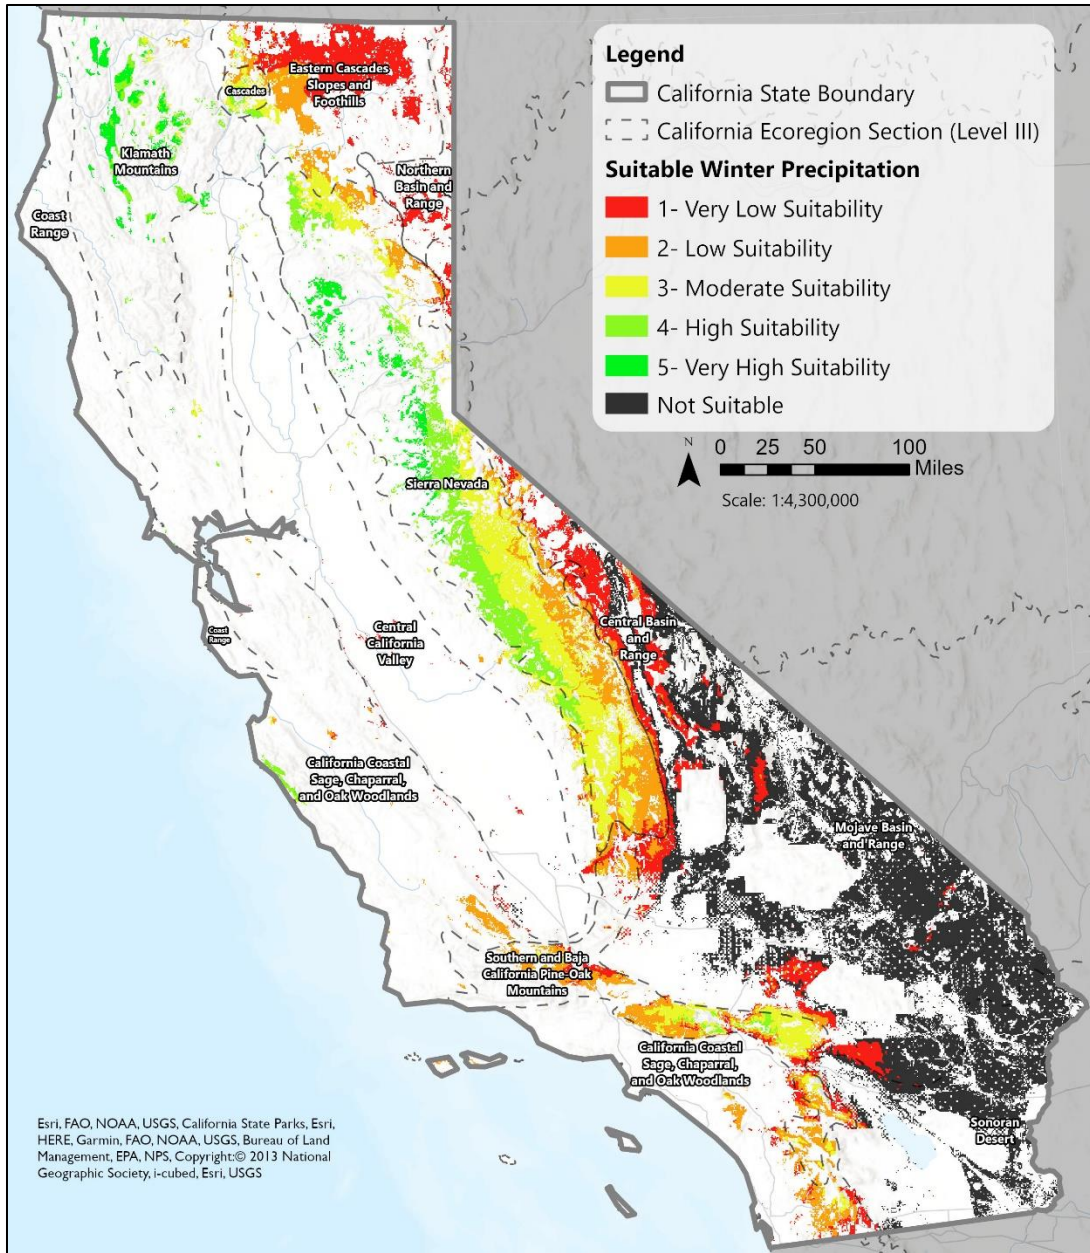 Legend
California State Boundary
California Ecoregion Section (Level III)
Suitable Winter Precipitation
1- Very Low Suitability
2- Low Suitability
3- Moderate Suitability
4- High Suitability
5- Very High Suitability
Not Suitable
N
0 25 50 100
Miles
Scale: 1:4,300,000
Eastern Cascades
Slopes and
Foothills
Cascades
Klamath
Mountains
Northern
Basin and
Range
Coast
Range
Sierra Nevada
Central Basin
and
Range
Coast
Range
Central
California
Valley
California Coastal
Sage, Chaparral,
and Oak Woodlands
Mojave Basin
and Range
Southern and Baja
California Pine-Oak
Mountains
California Coastal
Sage, Chaparral,
and Oak Woodlands
Sonoran
Desert
Esri, FAO, NOAA, USGS, California State Parks, Esri,
HERE, Garmin, FAO, NOAA, USGS, Bureau of Land
Management, EPA, NPS, Copyright:© 2013 National
Geographic Society, i-cubed, Esri, USGS